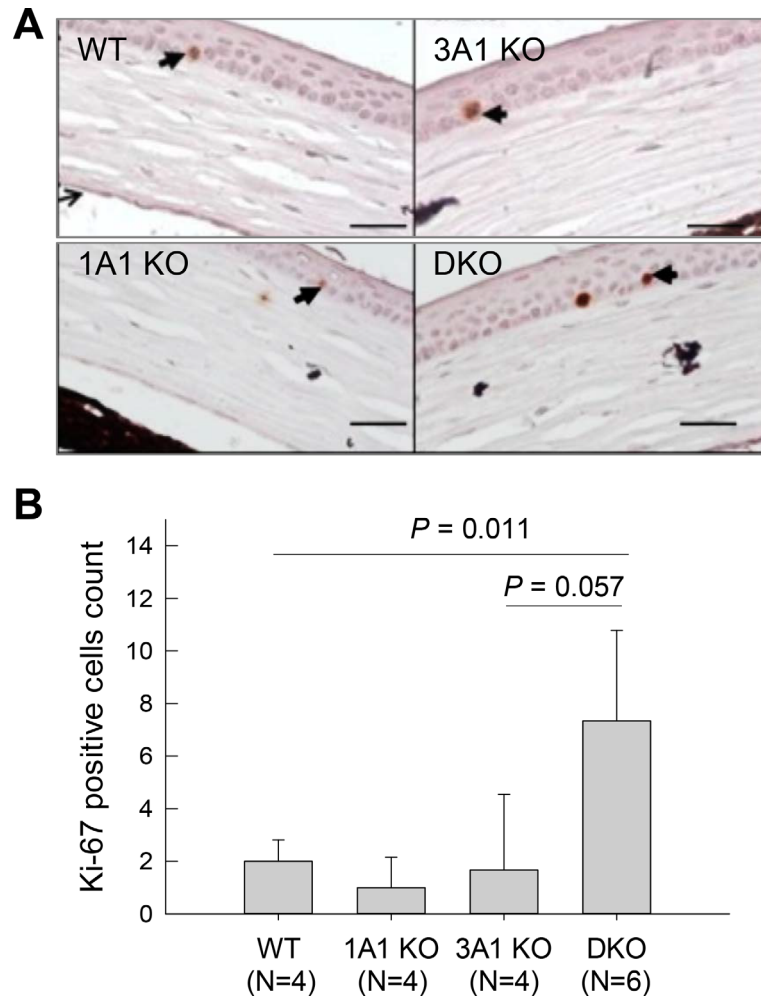 A
WT
3A1 KO
1A1 KO
DKO
B
Ki-67 positive cells count
14
12
10
8
6
4
2
0
P = 0.011
P = 0.057
WT
(N=4)
1A1 KO
(N=4)
3A1 KO
(N=4)
DKO
(N=6)